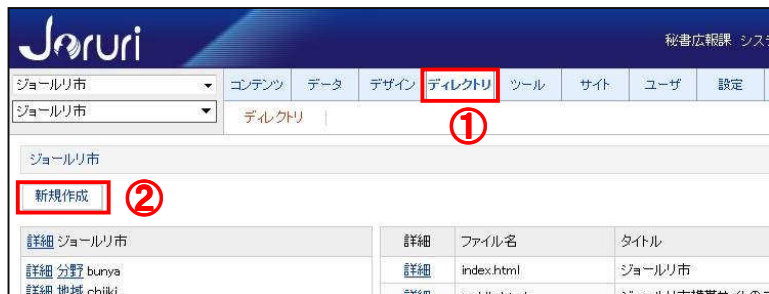 Joruri
秘書広報課 シス
ジョールリ市 コンテンツ データ デザイン ディレクトリ ツール サイト ユーザ 設定
ジョールリ市 ディレクトリ
①
ジョールリ市
新規作成 ②
詳細 ジョールリ市 詳細 ファイル名 タイトル
詳細 分野 bunya 詳細 index.html ジョールリ市
詳細 地域 chiki